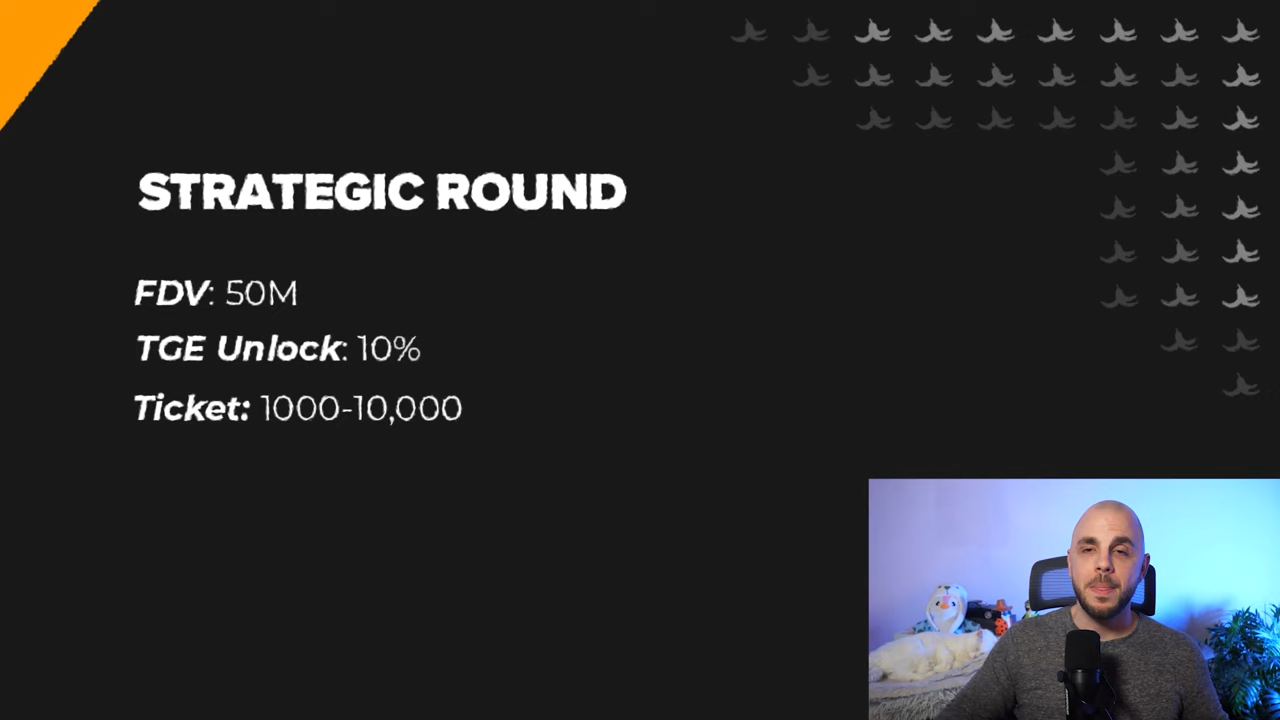 STRATEGIC ROUND
FDV: 50M
TGE Unlock: 10%
Ticket: 1000-10,000